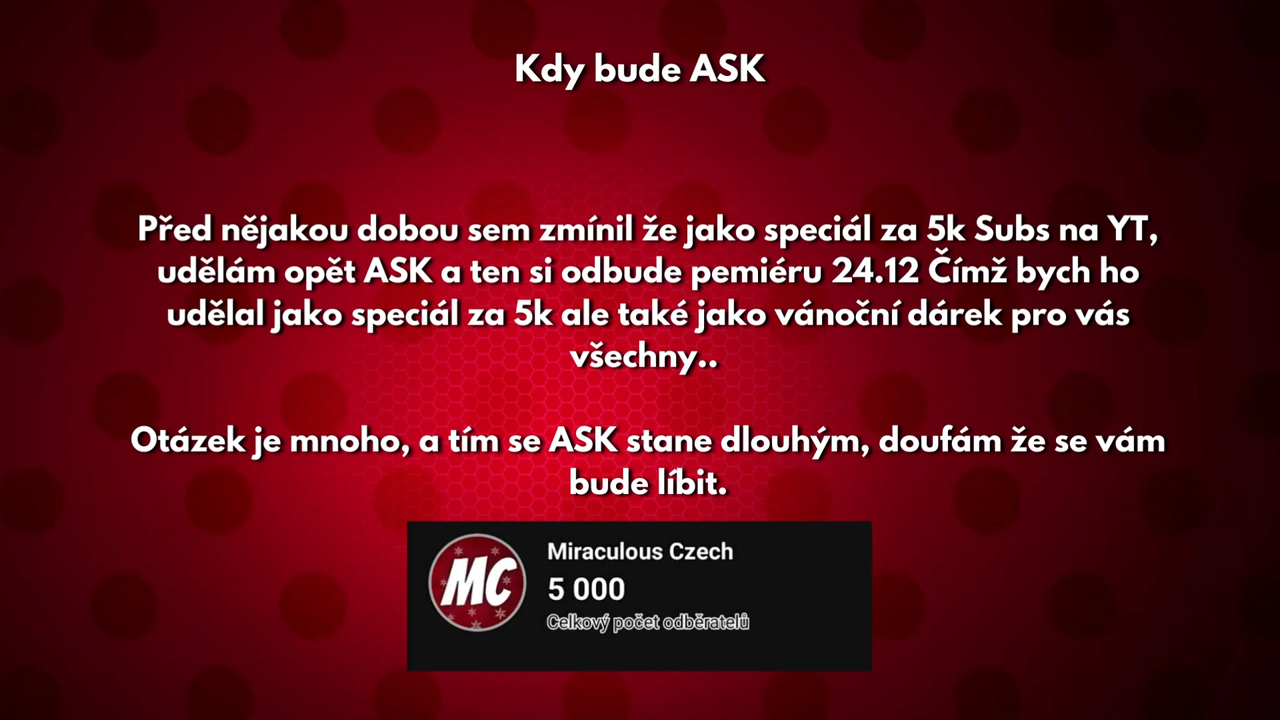 Kdy bude ASK
Před nějakou dobou sem zmínil že jako speciál za 5k Subs na YT,
udělám opět ASK a ten si odbude pemiéru 24.12 Čímž bych ho
udělal jako speciál za 5k ale také jako vánoční dárek pro vás
všechny..
Otázek je mnoho, a tím se ASK stane dlouhým, doufám že se vám
bude líbit.
MC
Miraculous Czech
5 000
Celkový počet odběratelů